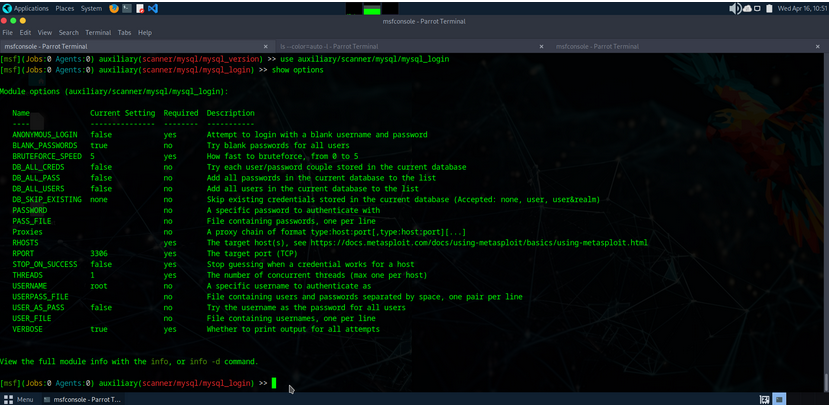 Applications Places System
Wed Apr 16, 10:51
msfconsole - Parrot Terminal
File Edit View Search Terminal Tabs Help
msfconsole - Parrot Terminal × ls --color=auto -l - Parrot Terminal × msfconsole - Parrot Terminal ×
[msf](Jobs:0 Agents:0) auxiliary(scanner/mysql/mysql_version) >> use auxiliary/scanner/mysql/mysql_login
[msf](Jobs:0 Agents:0) auxiliary(scanner/mysql/mysql_login) >> show options
Module options (auxiliary/scanner/mysql/mysql_login):
Name Current Setting Required Description
---- --------------- -------- -----------
ANONYMOUS_LOGIN false yes Attempt to login with a blank username and password
BLANK_PASSWORDS true no Try blank passwords for all users
BRUTEFORCE_SPEED 5 yes How fast to bruteforce, from 0 to 5
DB_ALL_CREDS false no Try each user/password couple stored in the current database
DB_ALL_PASS false no Add all passwords in the current database to the list
DB_ALL_USERS false no Add all users in the current database to the list
DB_SKIP_EXISTING none no Skip existing credentials stored in the current database (Accepted: none, user, user&realm)
PASSWORD no A specific password to authenticate with
PASS_FILE no File containing passwords, one per line
Proxies no A proxy chain of format type:host:port[,type:host:port][...]
RHOSTS yes The target host(s), see https://docs.metasploit.com/docs/using-metasploit/basics/using-metasploit.html
RPORT 3306 yes The target port (TCP)
STOP_ON_SUCCESS false yes Stop guessing when a credential works for a host
THREADS 1 yes The number of concurrent threads (max one per host)
USERNAME root no A specific username to authenticate as
USERPASS_FILE no File containing users and passwords separated by space, one pair per line
USER_AS_PASS false no Try the username as the password for all users
USER_FILE no File containing usernames, one per line
VERBOSE true yes Whether to print output for all attempts
View the full module info with the info, or info -d command.
[msf](Jobs:0 Agents:0) auxiliary(scanner/mysql/mysql_login) >>
Menu msfconsole - Parrot T...